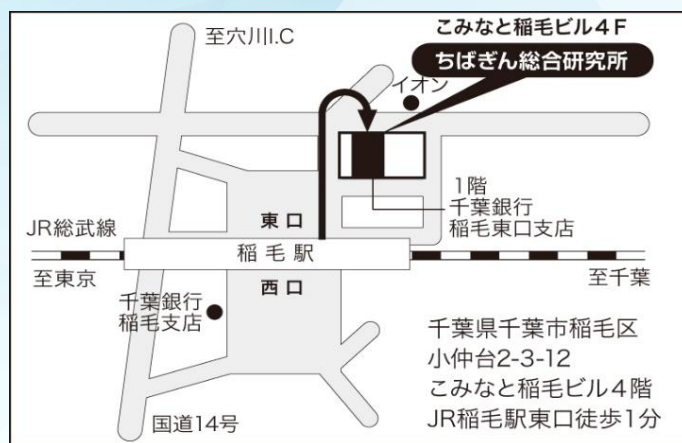 こみなと稲毛ビル4F
ちばぎん総合研究所
至穴川I.C
イオン
1階
千葉銀行
稲毛東口支店
東口
JR総武線
稲毛駅
至東京
至千葉
西口
千葉銀行
稲毛支店
国道14号
千葉県千葉市稲毛区
小仲台2-3-12
こみなと稲毛ビル4階
JR稲毛駅東口徒歩1分